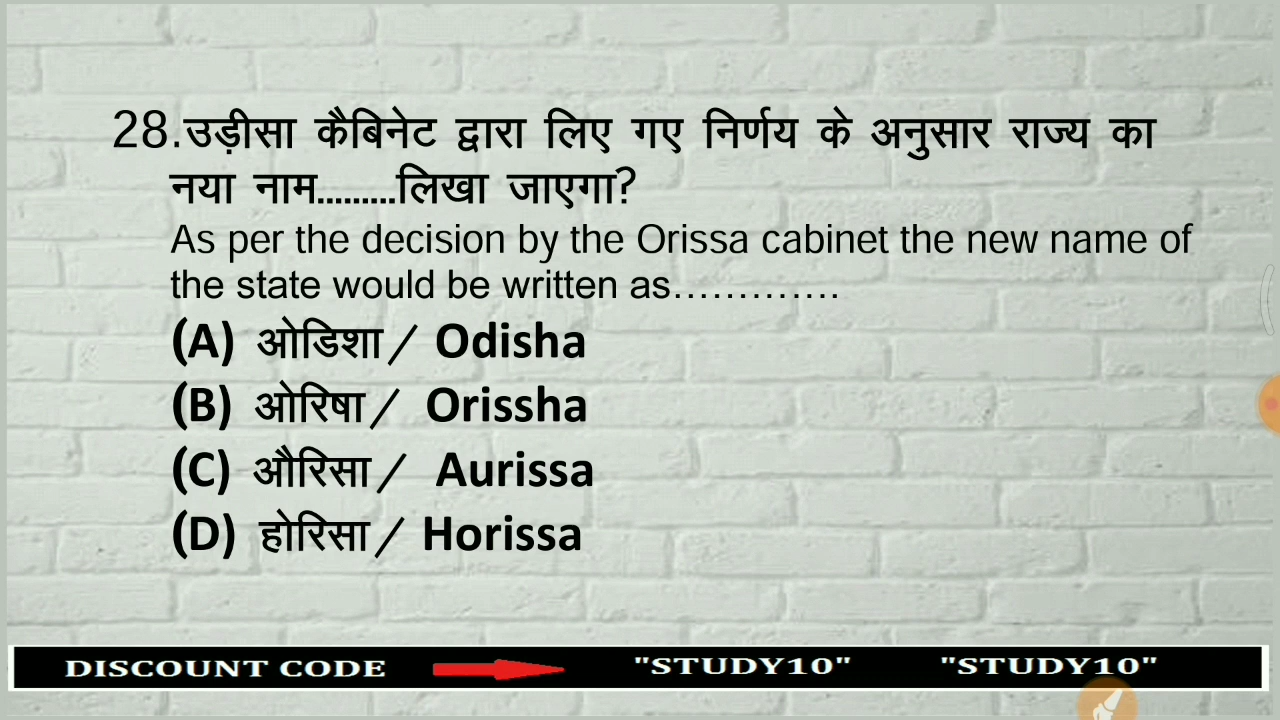 28.उड़ीसा कैबिनेट द्वारा लिए गए निर्णय के अनुसार राज्य का
नया नाम.........लिखा जाएगा?
As per the decision by the Orissa cabinet the new name of
the state would be written as.............
(A) ओडिशा/ Odisha
(B) ओरिषा/ Orissha
(C) औरिसा/ Aurissa
(D) होरिसा/ Horissa
DISCOUNT CODE "STUDY10" "STUDY10"